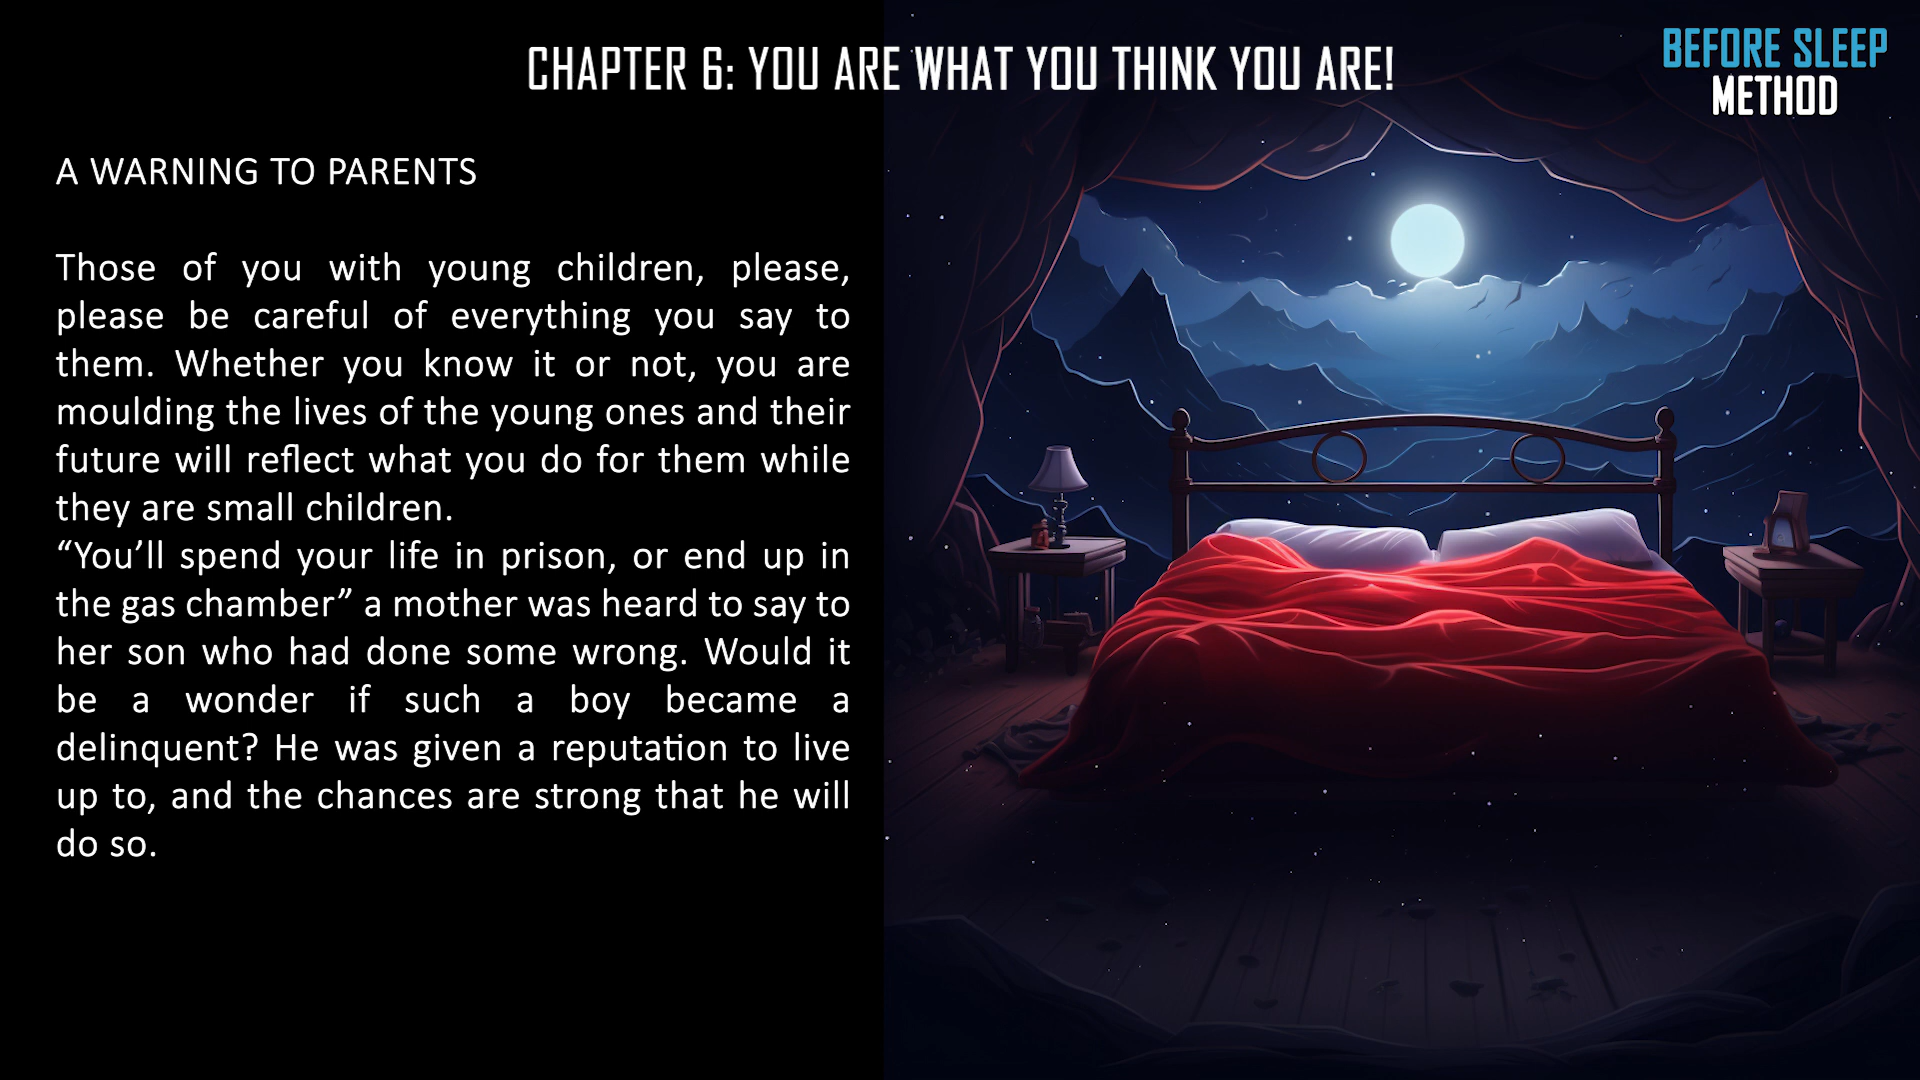 CHAPTER 6: YOU ARE WHAT YOU THINK YOU ARE!
BEFORE SLEEP
METHOD
A WARNING TO PARENTS
Those of you with young children, please,
please be careful of everything you say to
them. Whether you know it or not, you are
moulding the lives of the young ones and their
future will reflect what you do for them while
they are small children.
“You’ll spend your life in prison, or end up in
the gas chamber” a mother was heard to say to
her son who had done some wrong. Would it
be a wonder if such a boy became a
delinquent? He was given a reputation to live
up to, and the chances are strong that he will
do so.